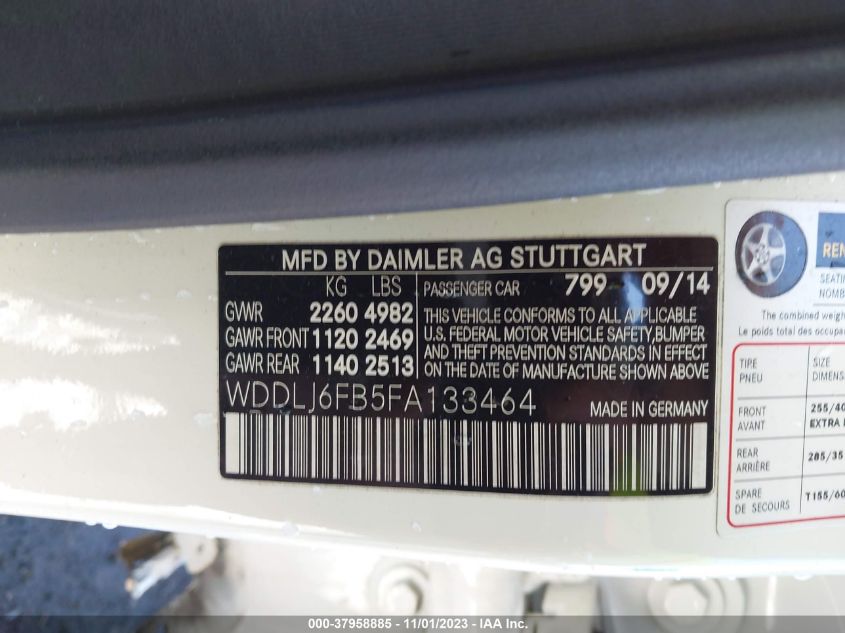 MFD BY DAIMLER AG STUTTGART
KG LBS PASSENGER CAR 799 09/14
GVWR 2260 4982
GAWR FRONT 1120 2469
GAWR REAR 1140 2513
THIS VEHICLE CONFORMS TO ALL APPLICABLE
U.S. FEDERAL MOTOR VEHICLE SAFETY, BUMPER
AND THEFT PREVENTION STANDARDS IN EFFECT
ON THE DATE OF MANUFACTURE SHOWN ABOVE
WDDLJ6FB5FA133464 MADE IN GERMANY
The combined
Le poids total des
TYPE SIZE
PNEU
FRONT 255/40
AVANT EXTRA
REAR 285/35
ARRIÈRE
SPARE T155/60
DE SECOURS
000-37958885 - 11/01/2023 - IAA Inc.